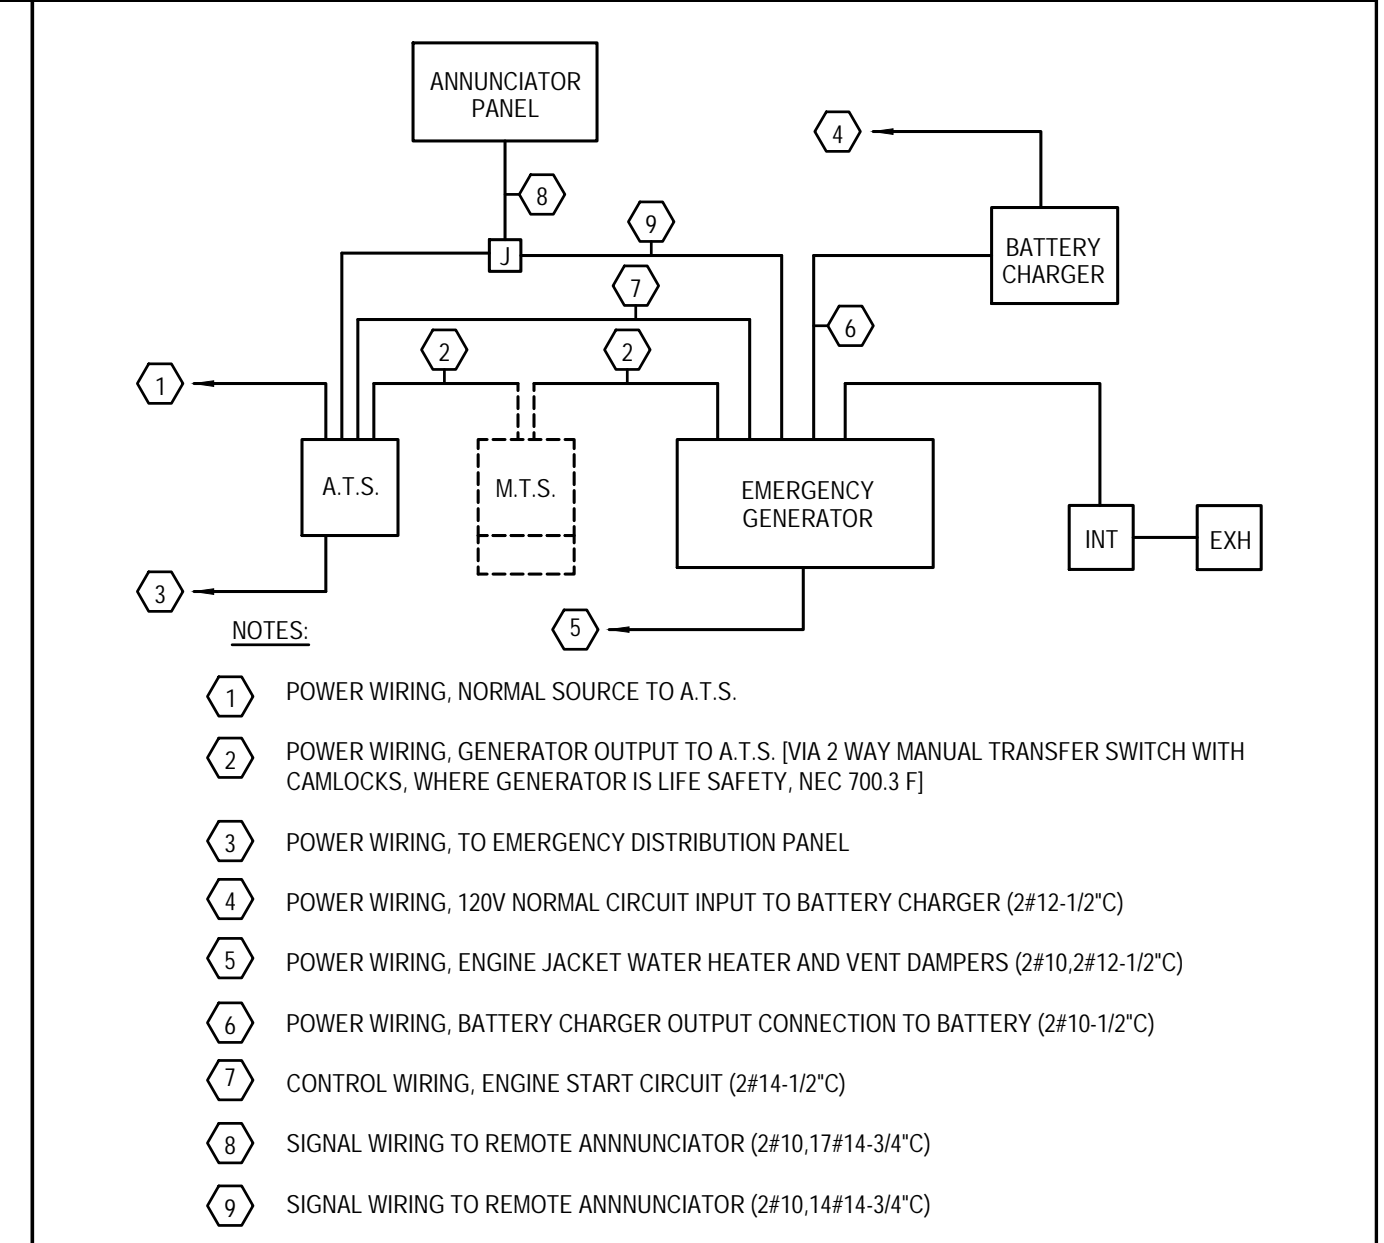 ANNUNCIATOR
PANEL
4
8
9
J
BATTERY
CHARGER
7
6
2
2
1
A.T.S.
M.T.S.
EMERGENCY
GENERATOR
INT
EXH
3
5
NOTES:
1 POWER WIRING, NORMAL SOURCE TO A.T.S.
2 POWER WIRING, GENERATOR OUTPUT TO A.T.S. [VIA 2 WAY MANUAL TRANSFER SWITCH WITH
CAMLOCKS, WHERE GENERATOR IS LIFE SAFETY, NEC 700.3 F]
3 POWER WIRING, TO EMERGENCY DISTRIBUTION PANEL
4 POWER WIRING, 120V NORMAL CIRCUIT INPUT TO BATTERY CHARGER (2#12-1/2"C)
5 POWER WIRING, ENGINE JACKET WATER HEATER AND VENT DAMPERS (2#10,2#12-1/2"C)
6 POWER WIRING, BATTERY CHARGER OUTPUT CONNECTION TO BATTERY (2#10-1/2"C)
7 CONTROL WIRING, ENGINE START CIRCUIT (2#14-1/2"C)
8 SIGNAL WIRING TO REMOTE ANNNUNCIATOR (2#10,17#14-3/4"C)
9 SIGNAL WIRING TO REMOTE ANNNUNCIATOR (2#10,14#14-3/4"C)